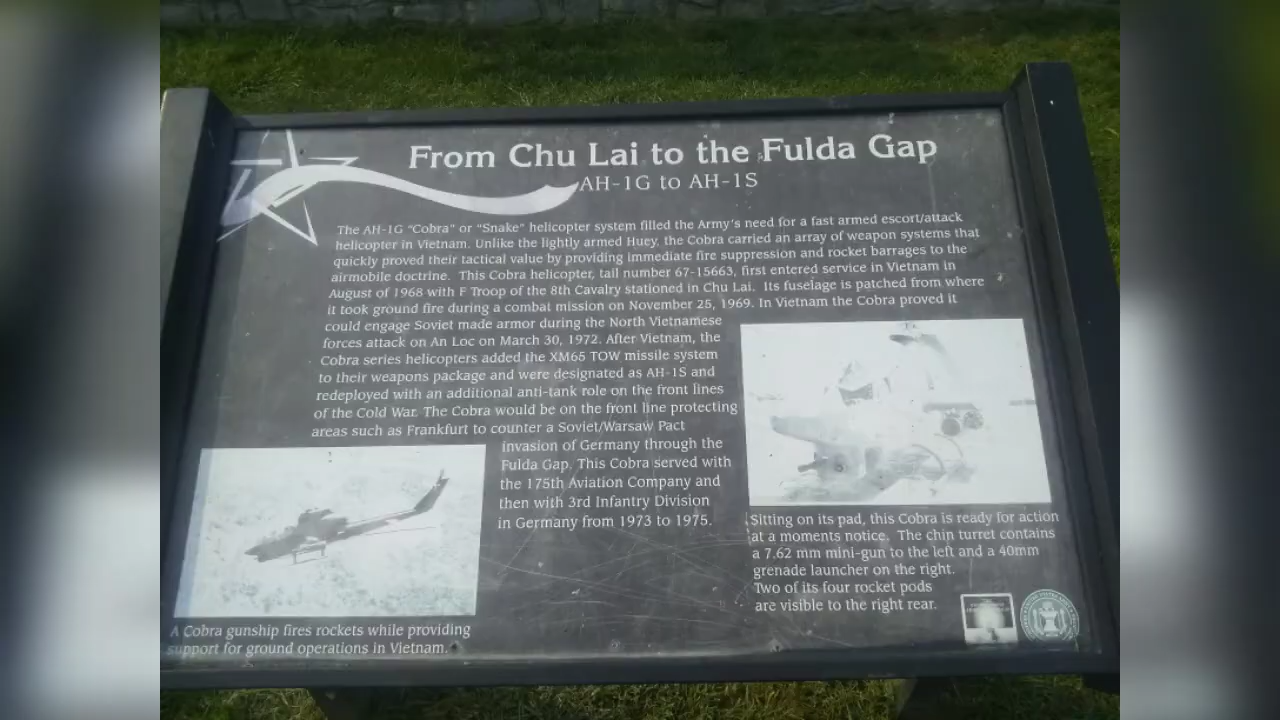 From Chu Lai to the Fulda Gap
AH-1G to AH-1S
The AH-1G “Cobra” or “Snake” helicopter system filled the Army's need for a fast armed escort/attack
helicopter in Vietnam. Unlike the lightly armed Huey, the Cobra carried an array of weapon systems that
quickly proved their tactical value by providing immediate fire suppression and rocket barrages to the
airmobile doctrine. This Cobra helicopter, tail number 67-15663, first entered service in Vietnam in
August of 1968 with F Troop of the 8th Cavalry stationed in Chu Lai. Its fuselage is patched from where
it took ground fire during a combat mission on November 25, 1969. In Vietnam the Cobra proved it
could engage Soviet made armor during the North Vietnamese
forces attack on An Loc on March 30, 1972. After Vietnam, the
Cobra series helicopters added the XM65 TOW missile system
to their weapons package and were designated as AH-1S and
redeployed with an additional anti-tank role on the front lines
of the Cold War. The Cobra would be on the front line protecting
areas such as Frankfurt to counter a Soviet/Warsaw Pact
invasion of Germany through the
Fulda Gap. This Cobra served with
the 175th Aviation Company and
then with 3rd Infantry Division
in Germany from 1973 to 1975.
A Cobra gunship fires rockets while providing
support for ground operations in Vietnam.
Sitting on its pad, this Cobra is ready for action
at a moments notice. The chin turret contains
a 7.62 mm mini-gun to the left and a 40mm
grenade launcher on the right.
Two of its four rocket pods
are visible to the right rear.